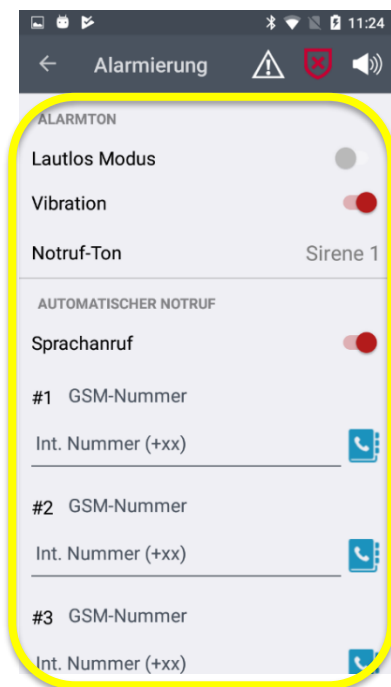 11:24
Alarmierung
ALARMTON
Lautlos Modus
Vibration
Notruf-Ton Sirene 1
AUTOMATISCHER NOTRUF
Sprachanruf
#1 GSM-Nummer
Int. Nummer (+xx)
#2 GSM-Nummer
Int. Nummer (+xx)
#3 GSM-Nummer
Int. Nummer (+xx)